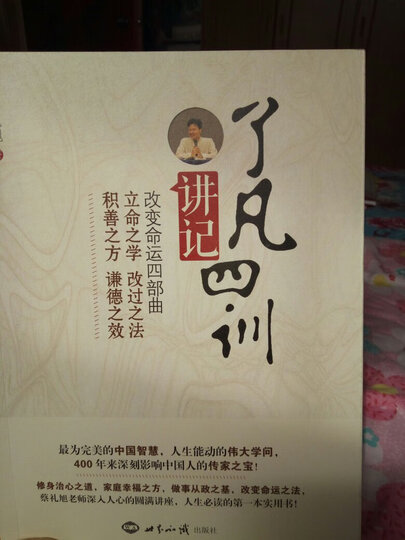 了凡四训
讲记
改变命运四部曲
立命之学 改过之法
积善之方 谦德之效
最为完美的中国智慧，人生能动的伟大学问，
400年来深刻影响中国人的传家之宝！
修身治心之道，家庭幸福之方，做事从政之基，改变命运之法，
蔡礼旭老师深入人心的圆满讲座，人生必读的第一本实用书！
世界知识出版社